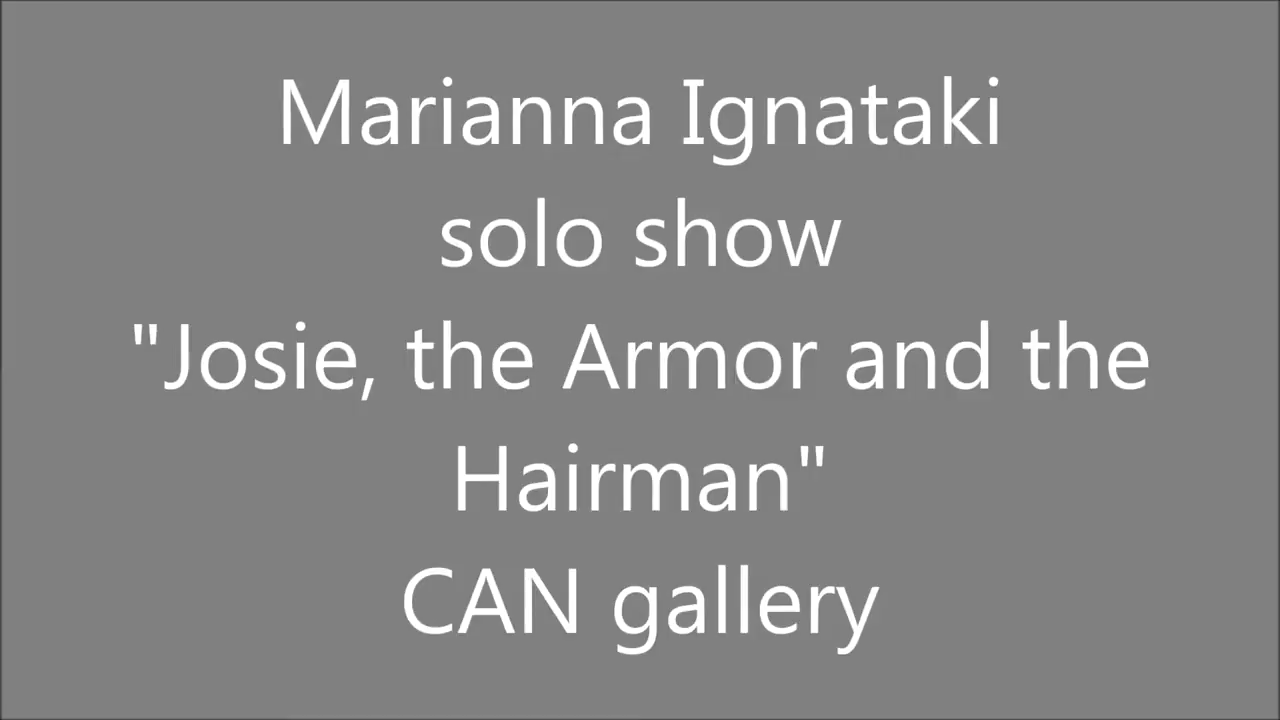 Marianna Ignataki
solo show
"Josie, the Armor and the
Hairman"
CAN gallery